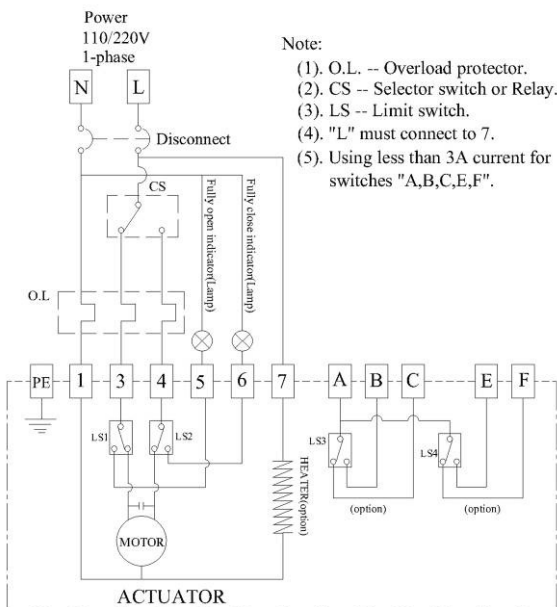 Power
110/220V
1-phase
N
L
Disconnect
CS
Fully open indicator(Lamp)
Fully close indicator(Lamp)
O.L
Note:
(1). O.L. -- Overload protector.
(2). CS -- Selector switch or Relay.
(3). LS -- Limit switch.
(4). "L" must connect to 7.
(5). Using less than 3A current for
switches "A,B,C,E,F".
PE
1
3
4
5
6
7
A
B
C
E
F
LS1
LS2
LS3
LS4
HEATER(option)
(option)
(option)
MOTOR
ACTUATOR